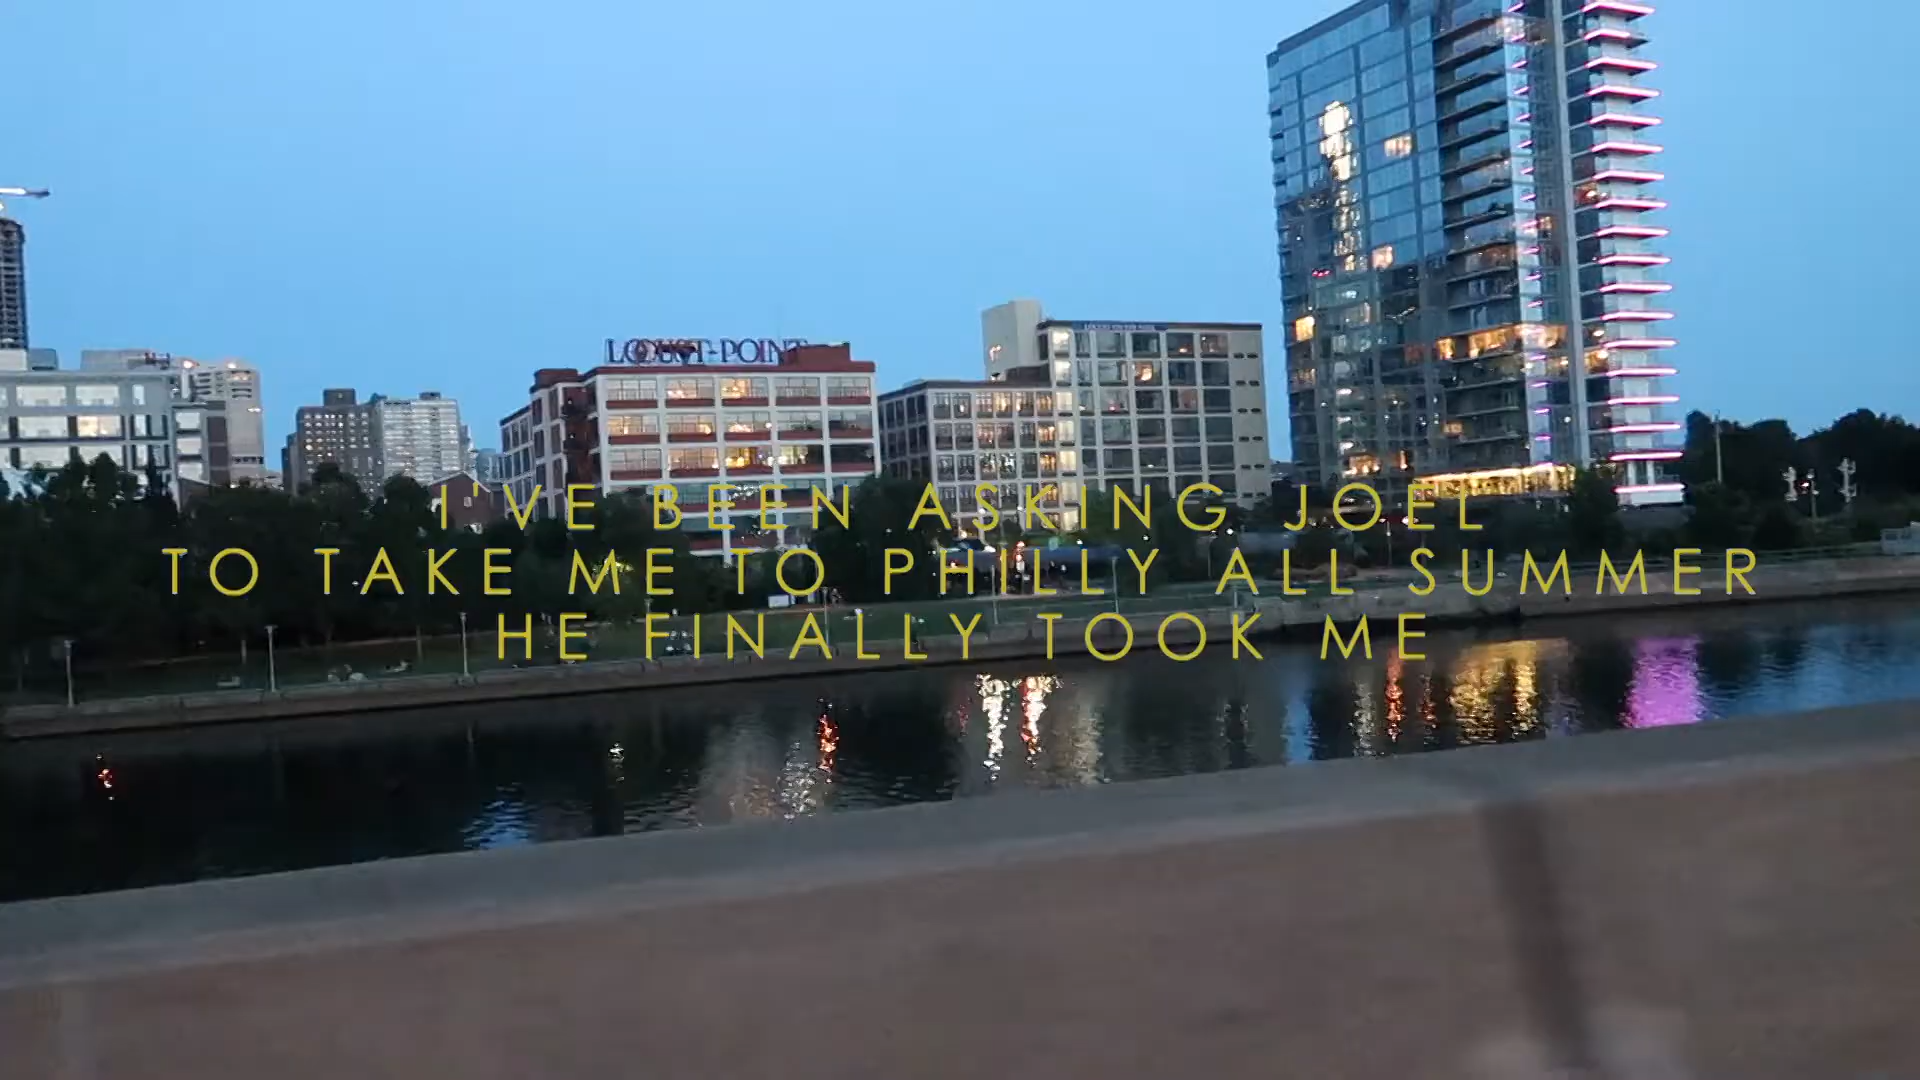 LOCUST-POINT
I'VE BEEN ASKING JOEL
TO TAKE ME TO PHILLY ALL SUMMER
HE FINALLY TOOK ME